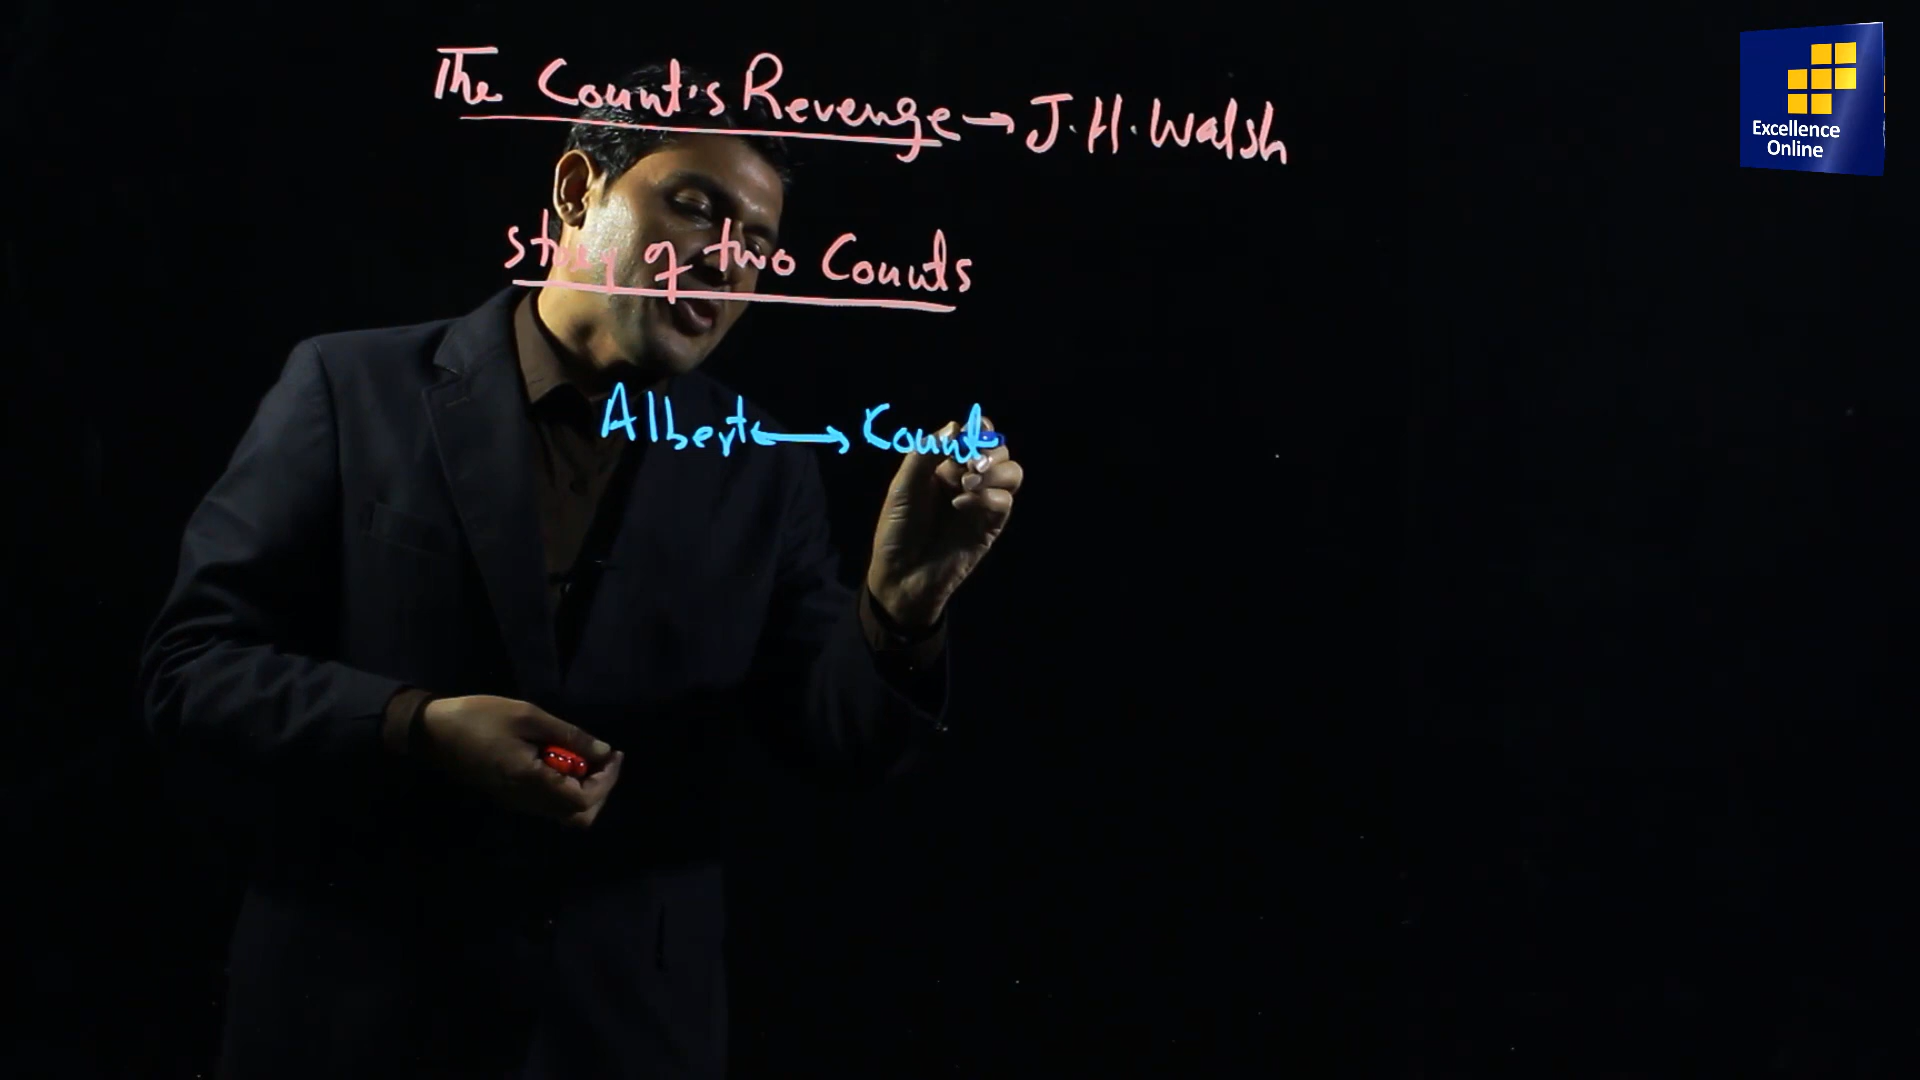 The Count's Revenge → J.H. Walsh
Story of two Counts
Albert ↔ Count
Excellence
Online